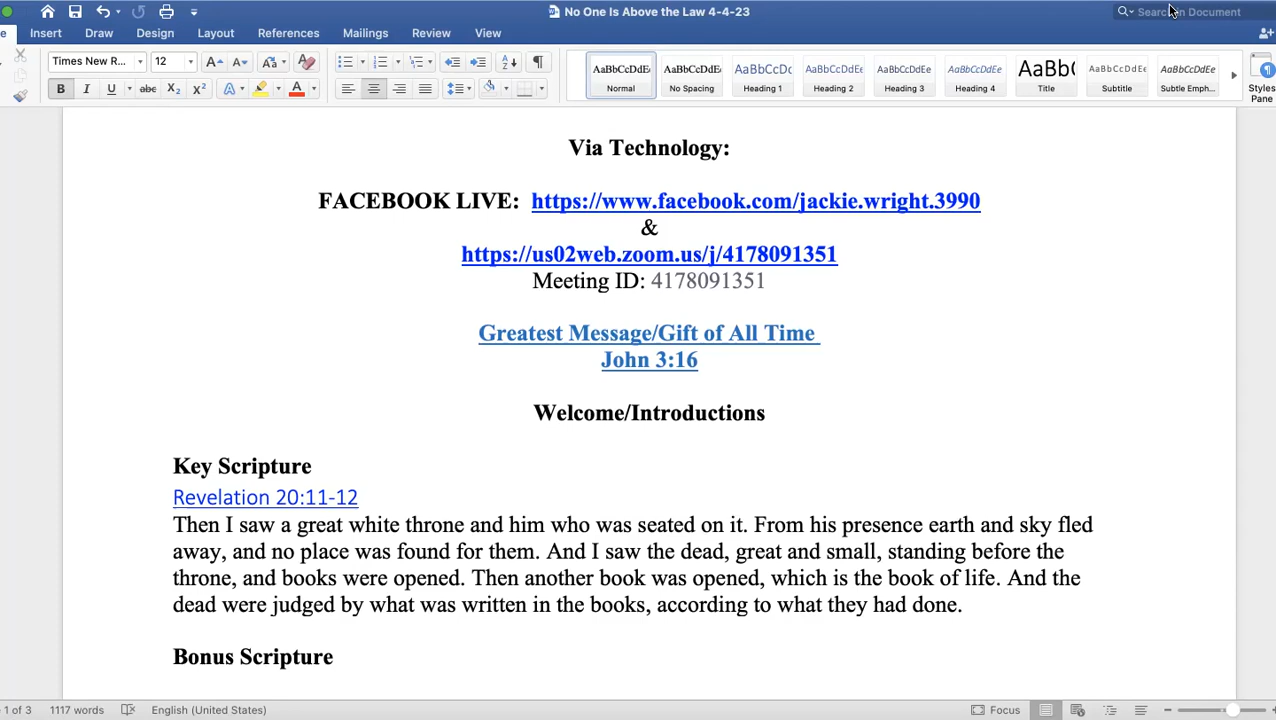 No One Is Above the Law 4-4-23
Search in Document
Insert Draw Design Layout References Mailings Review View
Times New R... 12
AaBbCcDdEe AaBbCcDdEe AaBbCcDc AaBbCcDdEe AaBbCcDdEe AaBbCcDdEe AaBb( AaBbCcDdEe AaBbCcDdEe
Normal No Spacing Heading 1 Heading 2 Heading 3 Heading 4 Title Subtitle Subtle Emph... Styles
Pane
Via Technology:
FACEBOOK LIVE: https://www.facebook.com/jackie.wright.3990
&
https://us02web.zoom.us/j/4178091351
Meeting ID: 4178091351
Greatest Message/Gift of All Time
John 3:16
Welcome/Introductions
Key Scripture
Revelation 20:11-12
Then I saw a great white throne and him who was seated on it. From his presence earth and sky fled
away, and no place was found for them. And I saw the dead, great and small, standing before the
throne, and books were opened. Then another book was opened, which is the book of life. And the
dead were judged by what was written in the books, according to what they had done.
Bonus Scripture
1 of 3 1117 words English (United States) Focus